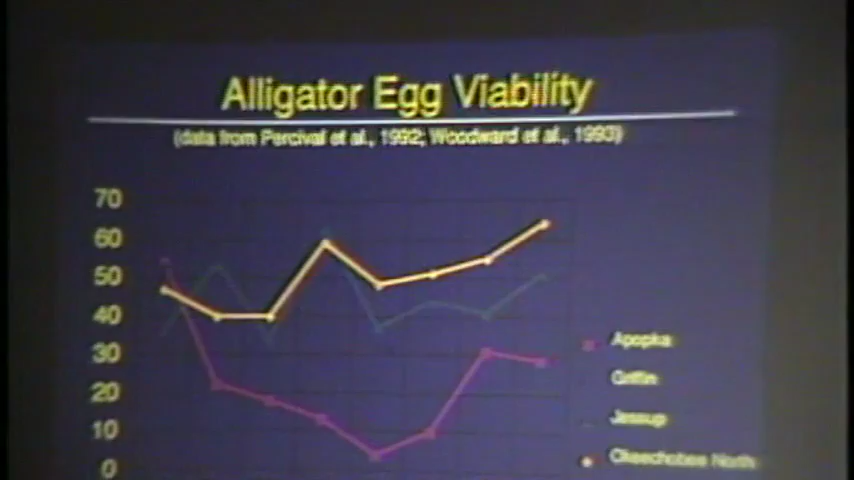 Alligator Egg Viability
(data from Percival et al., 1992; Woodward et al., 1993)
70
60
50
40
30
20
10
0
Apopka
Griffin
Jessup
Okeechobee North